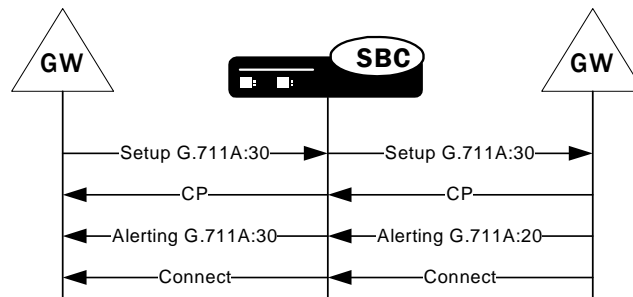 GW
SBC
GW
Setup G.711A:30
Setup G.711A:30
CP
CP
Alerting G.711A:30
Alerting G.711A:20
Connect
Connect